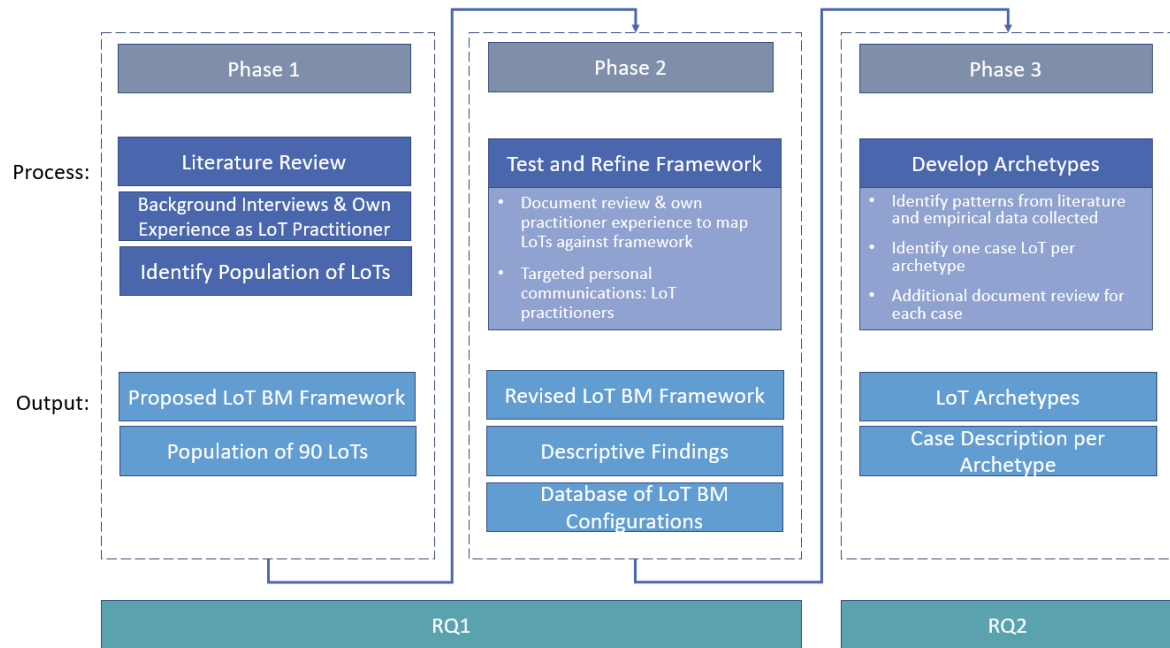 Phase 1
Phase 2
Phase 3
Process:
Literature Review
Background Interviews & Own
Experience as LoT Practitioner
Identify Population of LoTs
Test and Refine Framework
• Document review & own
practitioner experience to map
LoTs against framework
• Targeted personal
communications: LoT
practitioners
Develop Archetypes
• Identify patterns from literature
and empirical data collected
• Identify one case LoT per
archetype
• Additional document review for
each case
Output:
Proposed LoT BM Framework
Population of 90 LoTs
Revised LoT BM Framework
Descriptive Findings
Database of LoT BM
Configurations
LoT Archetypes
Case Description per
Archetype
RQ1
RQ2